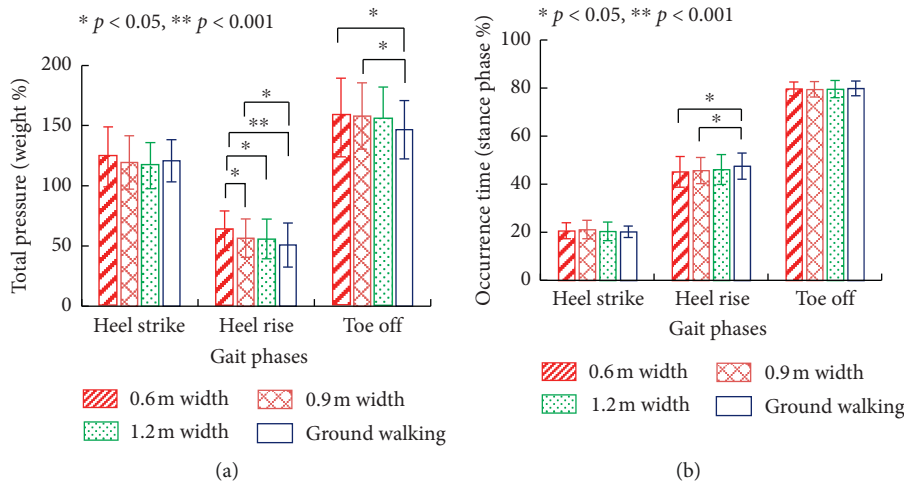 * p < 0.05, ** p < 0.001
Total pressure (weight %)
200
150
100
50
0
*
*
*
**
*
*
Heel strike Heel rise Toe off
Gait phases
0.6 m width 0.9 m width
1.2 m width Ground walking
(a)
* p < 0.05, ** p < 0.001
Occurrence time (stance phase %)
100
80
60
40
20
0
*
*
Heel strike Heel rise Toe off
Gait phases
0.6 m width 0.9 m width
1.2 m width Ground walking
(b)